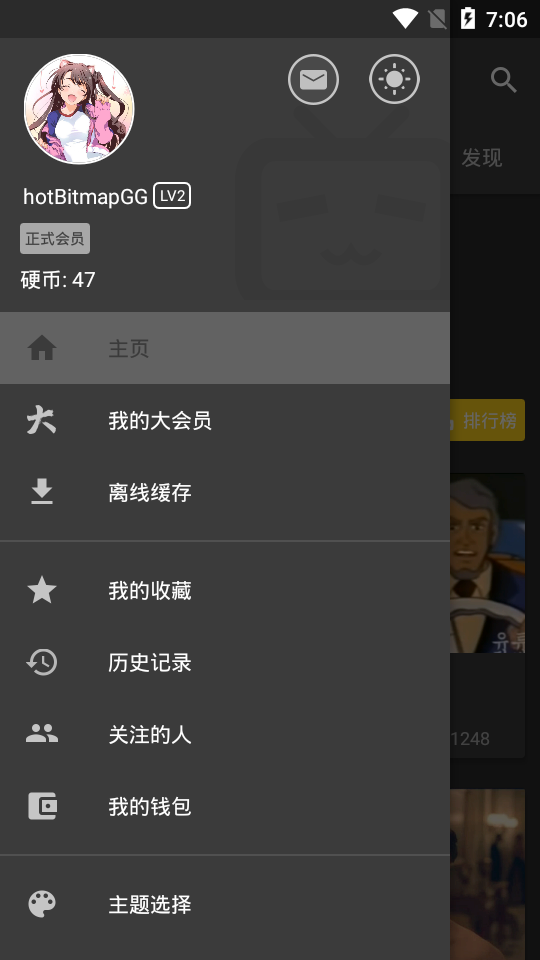 7:06
发现
hotBitmapGG LV2
正式会员
硬币: 47
主页
排行榜
我的大会员
离线缓存
我的收藏
유
历史记录
关注的人
1248
我的钱包
主题选择